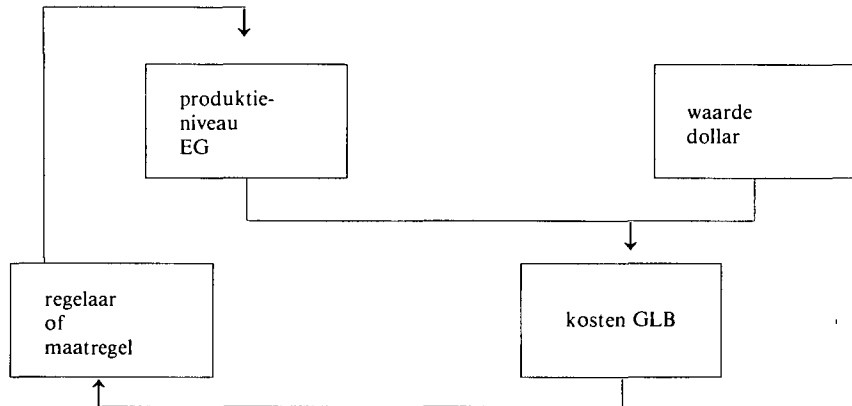 produktie-
niveau
EG
waarde
dollar
regelaar
of
maatregel
kosten GLB